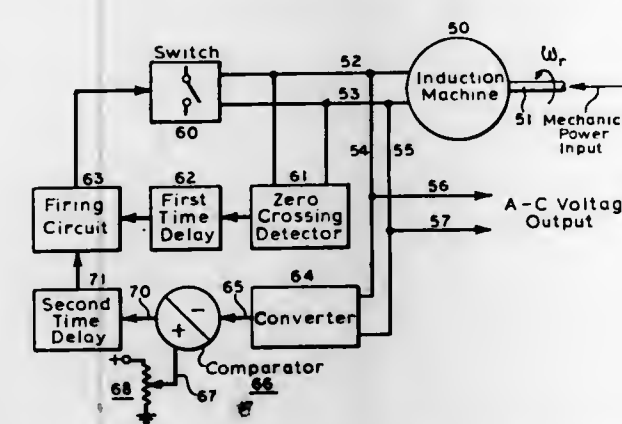 50
Switch
52
ωr
Induction
Machine
53
51
Mechanic
Power
Input
60
54
55
63
62
61
56
Firing
Circuit
First
Time
Delay
Zero
Crossing
Detector
A-C Voltag
Output
57
71
64
70
65
Second
Time
Delay
-
+
Converter
Comparator
+
68
67
66